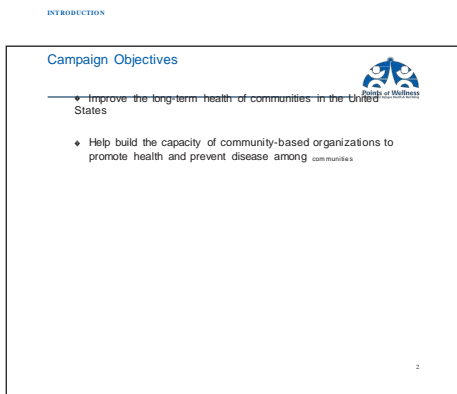 INTRODUCTION
Campaign Objectives
Points of Wellness
◆ Improve the long-term health of communities in the United
States
◆ Help build the capacity of community-based organizations to
promote health and prevent disease among communities
2